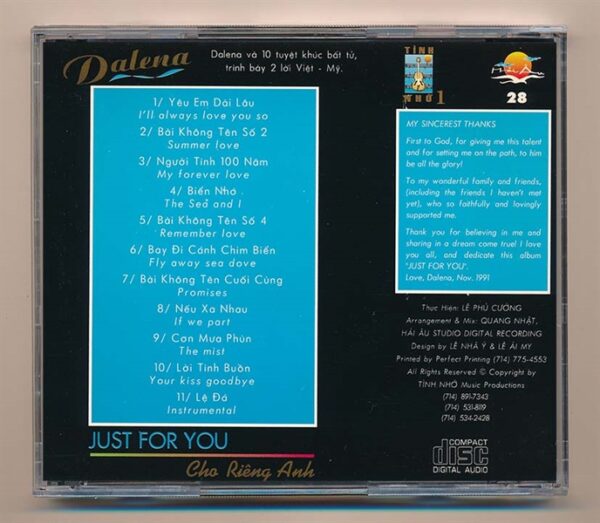 Dalena
Dalena và 10 tuyệt khúc bất tử,
trình bày 2 lời Việt - Mỹ.
TÌNH
NHỚ 1
Hải Âu
28
1/ Yêu Em Dài Lâu
I'll always love you so
2/ Bài Không Tên Số 2
Summer love
3/ Người Tình 100 Năm
My forever love
4/ Biển Nhớ
The Sea and I
5/ Bài Không Tên Số 4
Remember love
6/ Bay Đi Cánh Chim Biển
Fly away sea dove
7/ Bài Không Tên Cuối Cùng
Promises
8/ Nếu Xa Nhau
If we part
9/ Cơn Mưa Phùn
The mist
10/ Lời Tình Buồn
Your kiss goodbye
11/ Lệ Đá
Instrumental
JUST FOR YOU
Cho Riêng Anh
MY SINCEREST THANKS
First to God, for giving me this talent
and for setting me on the path, to him
be all the glory!
To my wonderful family and friends,
(including the friends I haven't met
yet), who so faithfully and lovingly
supported me.
Thank you for believing in me and
sharing in a dream come true! I love
you all, and dedicate this album
"JUST FOR YOU".
Love, Dalena, Nov. 1991
Thực Hiện: LÊ PHÚ CƯỜNG
Arrangement & Mix: QUANG NHẬT,
HẢI ÂU STUDIO DIGITAL RECORDING
Design by LÊ NHÃ Ý & LÊ ÁI MY
Printed by Perfect Printing (714) 775-4553
All Rights Reserved © Copyright by
TÌNH NHỚ Music Productions
(714) 891-7343
(714) 531-8119
(714) 534-2428
COMPACT
disc
DIGITAL AUDIO